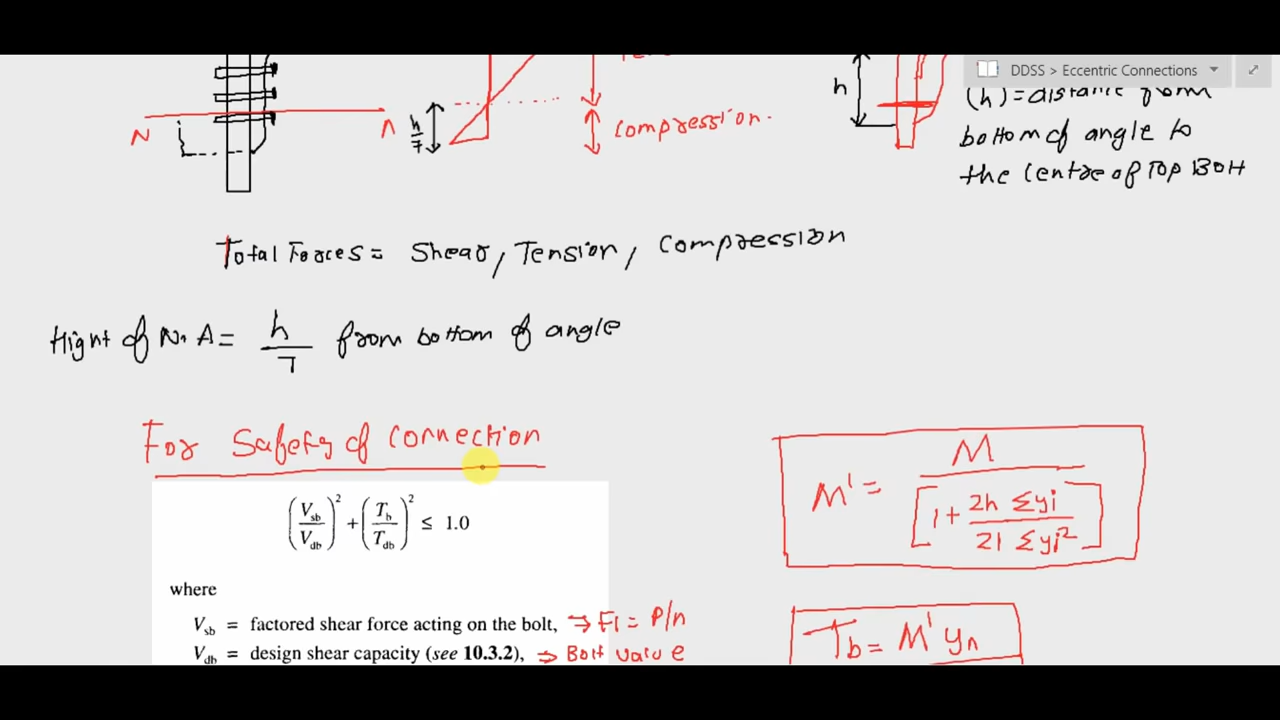 DDSS > Eccentric Connections
h
(h) = distance from
bottom of angle to
the Centre of Top Bolt
N
A
h/7
Compression.
Total Forces = Shear, Tension, Compression
Hight of N.A = h/7 from bottom of angle
For Safety of Connection
(Vsb/Vdb)² + (Tb/Tdb)² ≤ 1.0
M' = M / [1 + 2h Σyi / 21 Σyi²]
where
Vsb = factored shear force acting on the bolt, ⇒ F1 = P/n
Vdb = design shear capacity (see 10.3.2), ⇒ Bolt value
Tb = M' yn